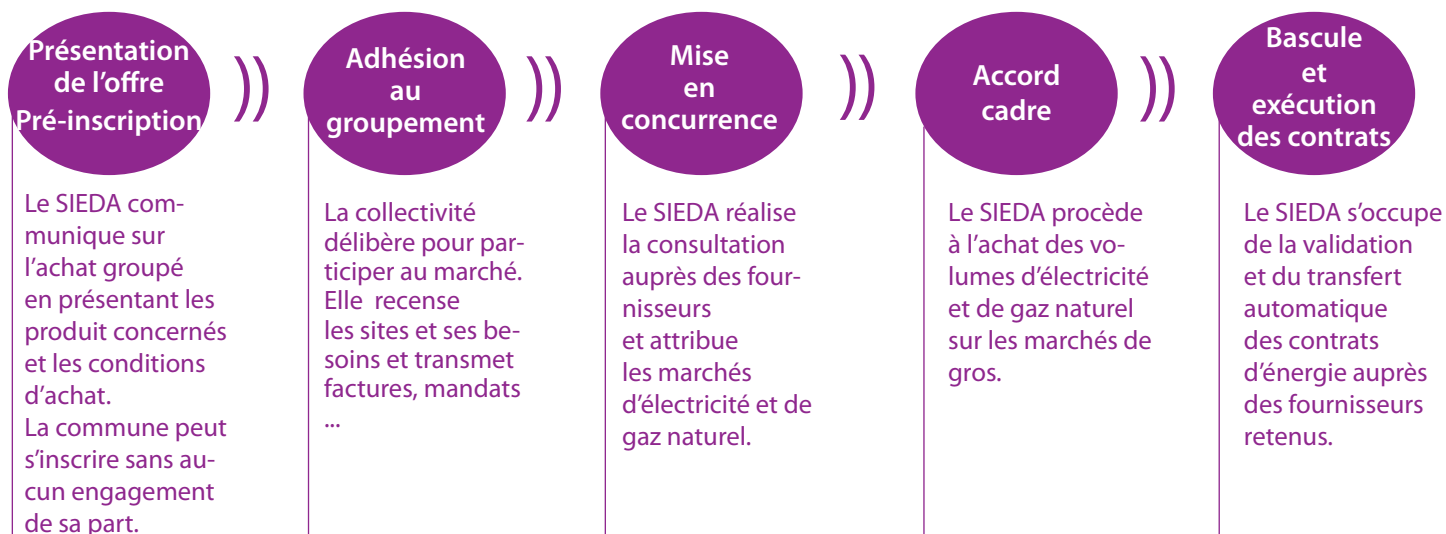 Présentation
de l’offre
Pré-inscription
))
Adhésion
au
groupement
))
Mise
en
concurrence
))
Accord
cadre
))
Bascule
et
exécution
des contrats
Le SIEDA com-
munique sur
l’achat groupé
en présentant les
produit concernés
et les conditions
d’achat.
La commune peut
s’inscrire sans au-
cun engagement
de sa part.
La collectivité
délibère pour par-
ticiper au marché.
Elle recense
les sites et ses be-
soins et transmet
factures, mandats
...
Le SIEDA réalise
la consultation
auprès des four-
nisseurs
et attribue
les marchés
d’électricité et de
gaz naturel.
Le SIEDA procède
à l’achat des vo-
lumes d’électricité
et de gaz naturel
sur les marchés de
gros.
Le SIEDA s’occupe
de la validation
et du transfert
automatique
des contrats
d’énergie auprès
des fournisseurs
retenus.